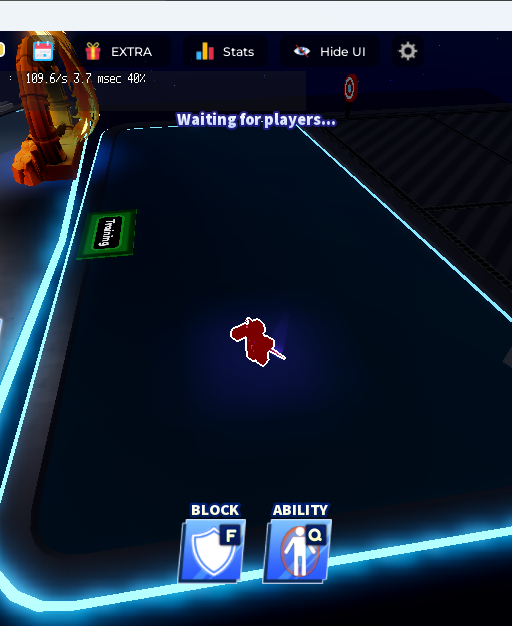 EXTRA
Stats
Hide UI
: 109.6/s 3.7 msec 40%
Waiting for players...
Training
BLOCK
ABILITY
F
Q